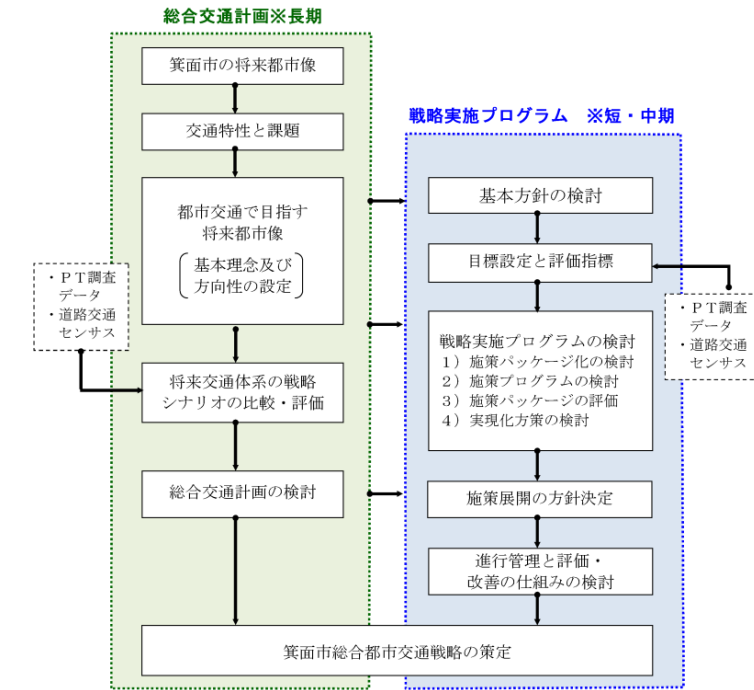 総合交通計画※長期
箕面市の将来都市像
交通特性と課題
都市交通で目指す
将来都市像
基本理念及び
方向性の設定
・ＰＴ調査
データ
・道路交通
センサス
将来交通体系の戦略
シナリオの比較・評価
総合交通計画の検討
戦略実施プログラム　※短・中期
基本方針の検討
目標設定と評価指標
・ＰＴ調査
データ
・道路交通
センサス
戦略実施プログラムの検討
１）施策パッケージ化の検討
２）施策プログラムの検討
３）施策パッケージの評価
４）実現化方策の検討
施策展開の方針決定
進行管理と評価・
改善の仕組みの検討
箕面市総合都市交通戦略の策定